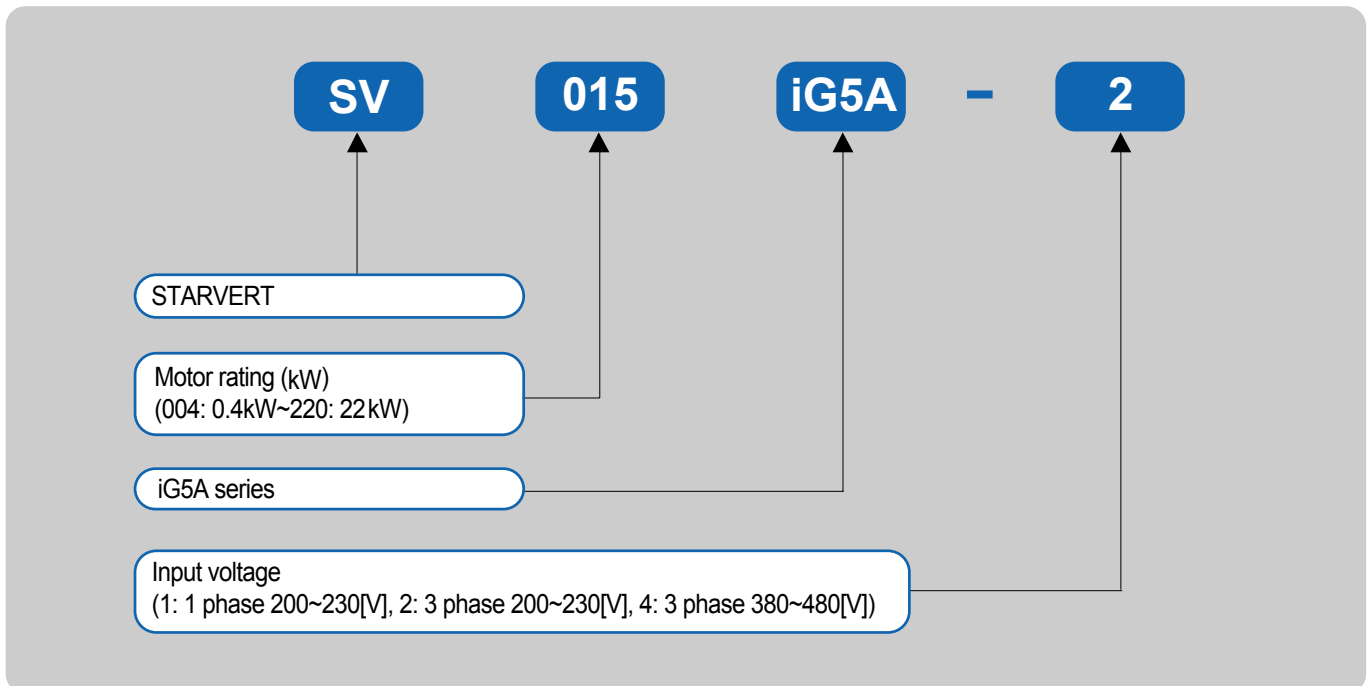 SV 015 iG5A - 2
STARVERT
Motor rating (kW)
(004: 0.4kW~220: 22kW)
iG5A series
Input voltage
(1: 1 phase 200~230[V], 2: 3 phase 200~230[V], 4: 3 phase 380~480[V])